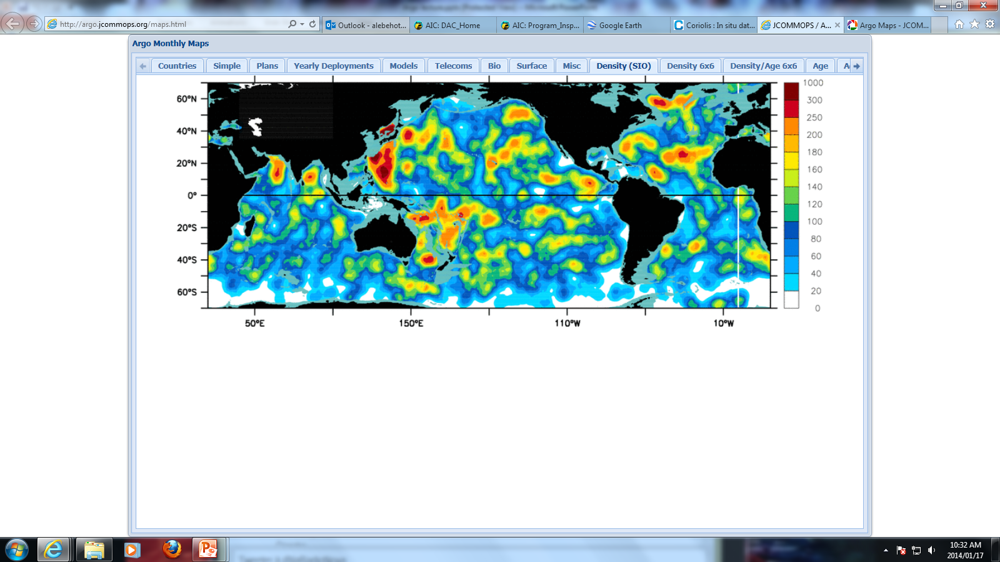 http://argo.jcommops.org/maps.html
Outlook - alebehot...
AIC: DAC_Home
AIC: Program_Insp...
Google Earth
Coriolis : In situ dat...
JCOMMOPS / A...
Argo Maps - JCOM...
Argo Monthly Maps
Countries
Simple
Plans
Yearly Deployments
Models
Telecoms
Bio
Surface
Misc
Density (SIO)
Density 6x6
Density/Age 6x6
Age
60°N
40°N
20°N
0°
20°S
40°S
60°S
50°E
150°E
110°W
10°W
1000
300
250
200
180
160
140
120
100
80
60
40
20
0
10:32 AM
2014/01/17